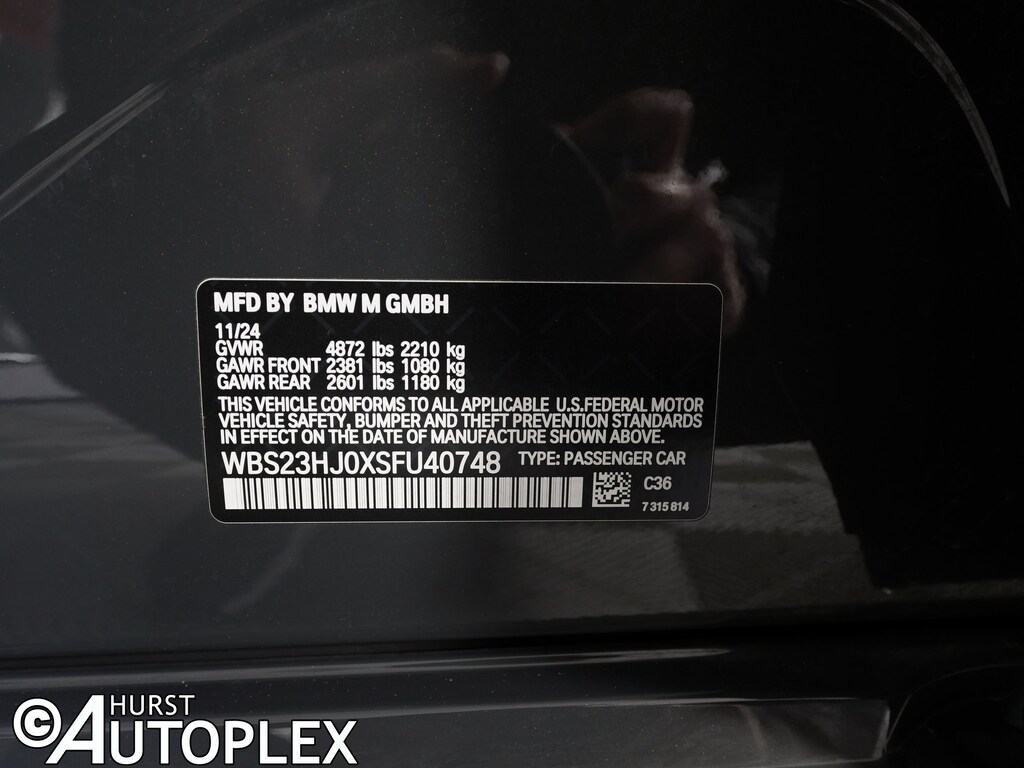 MFD BY BMW M GMBH
11/24
GVWR 4872 lbs 2210 kg
GAWR FRONT 2381 lbs 1080 kg
GAWR REAR 2601 lbs 1180 kg
THIS VEHICLE CONFORMS TO ALL APPLICABLE U.S.FEDERAL MOTOR
VEHICLE SAFETY, BUMPER AND THEFT PREVENTION STANDARDS
IN EFFECT ON THE DATE OF MANUFACTURE SHOWN ABOVE.
WBS23HJ0XSFU40748 TYPE: PASSENGER CAR
C36
7 315 814
© HURST
AUTOPLEX